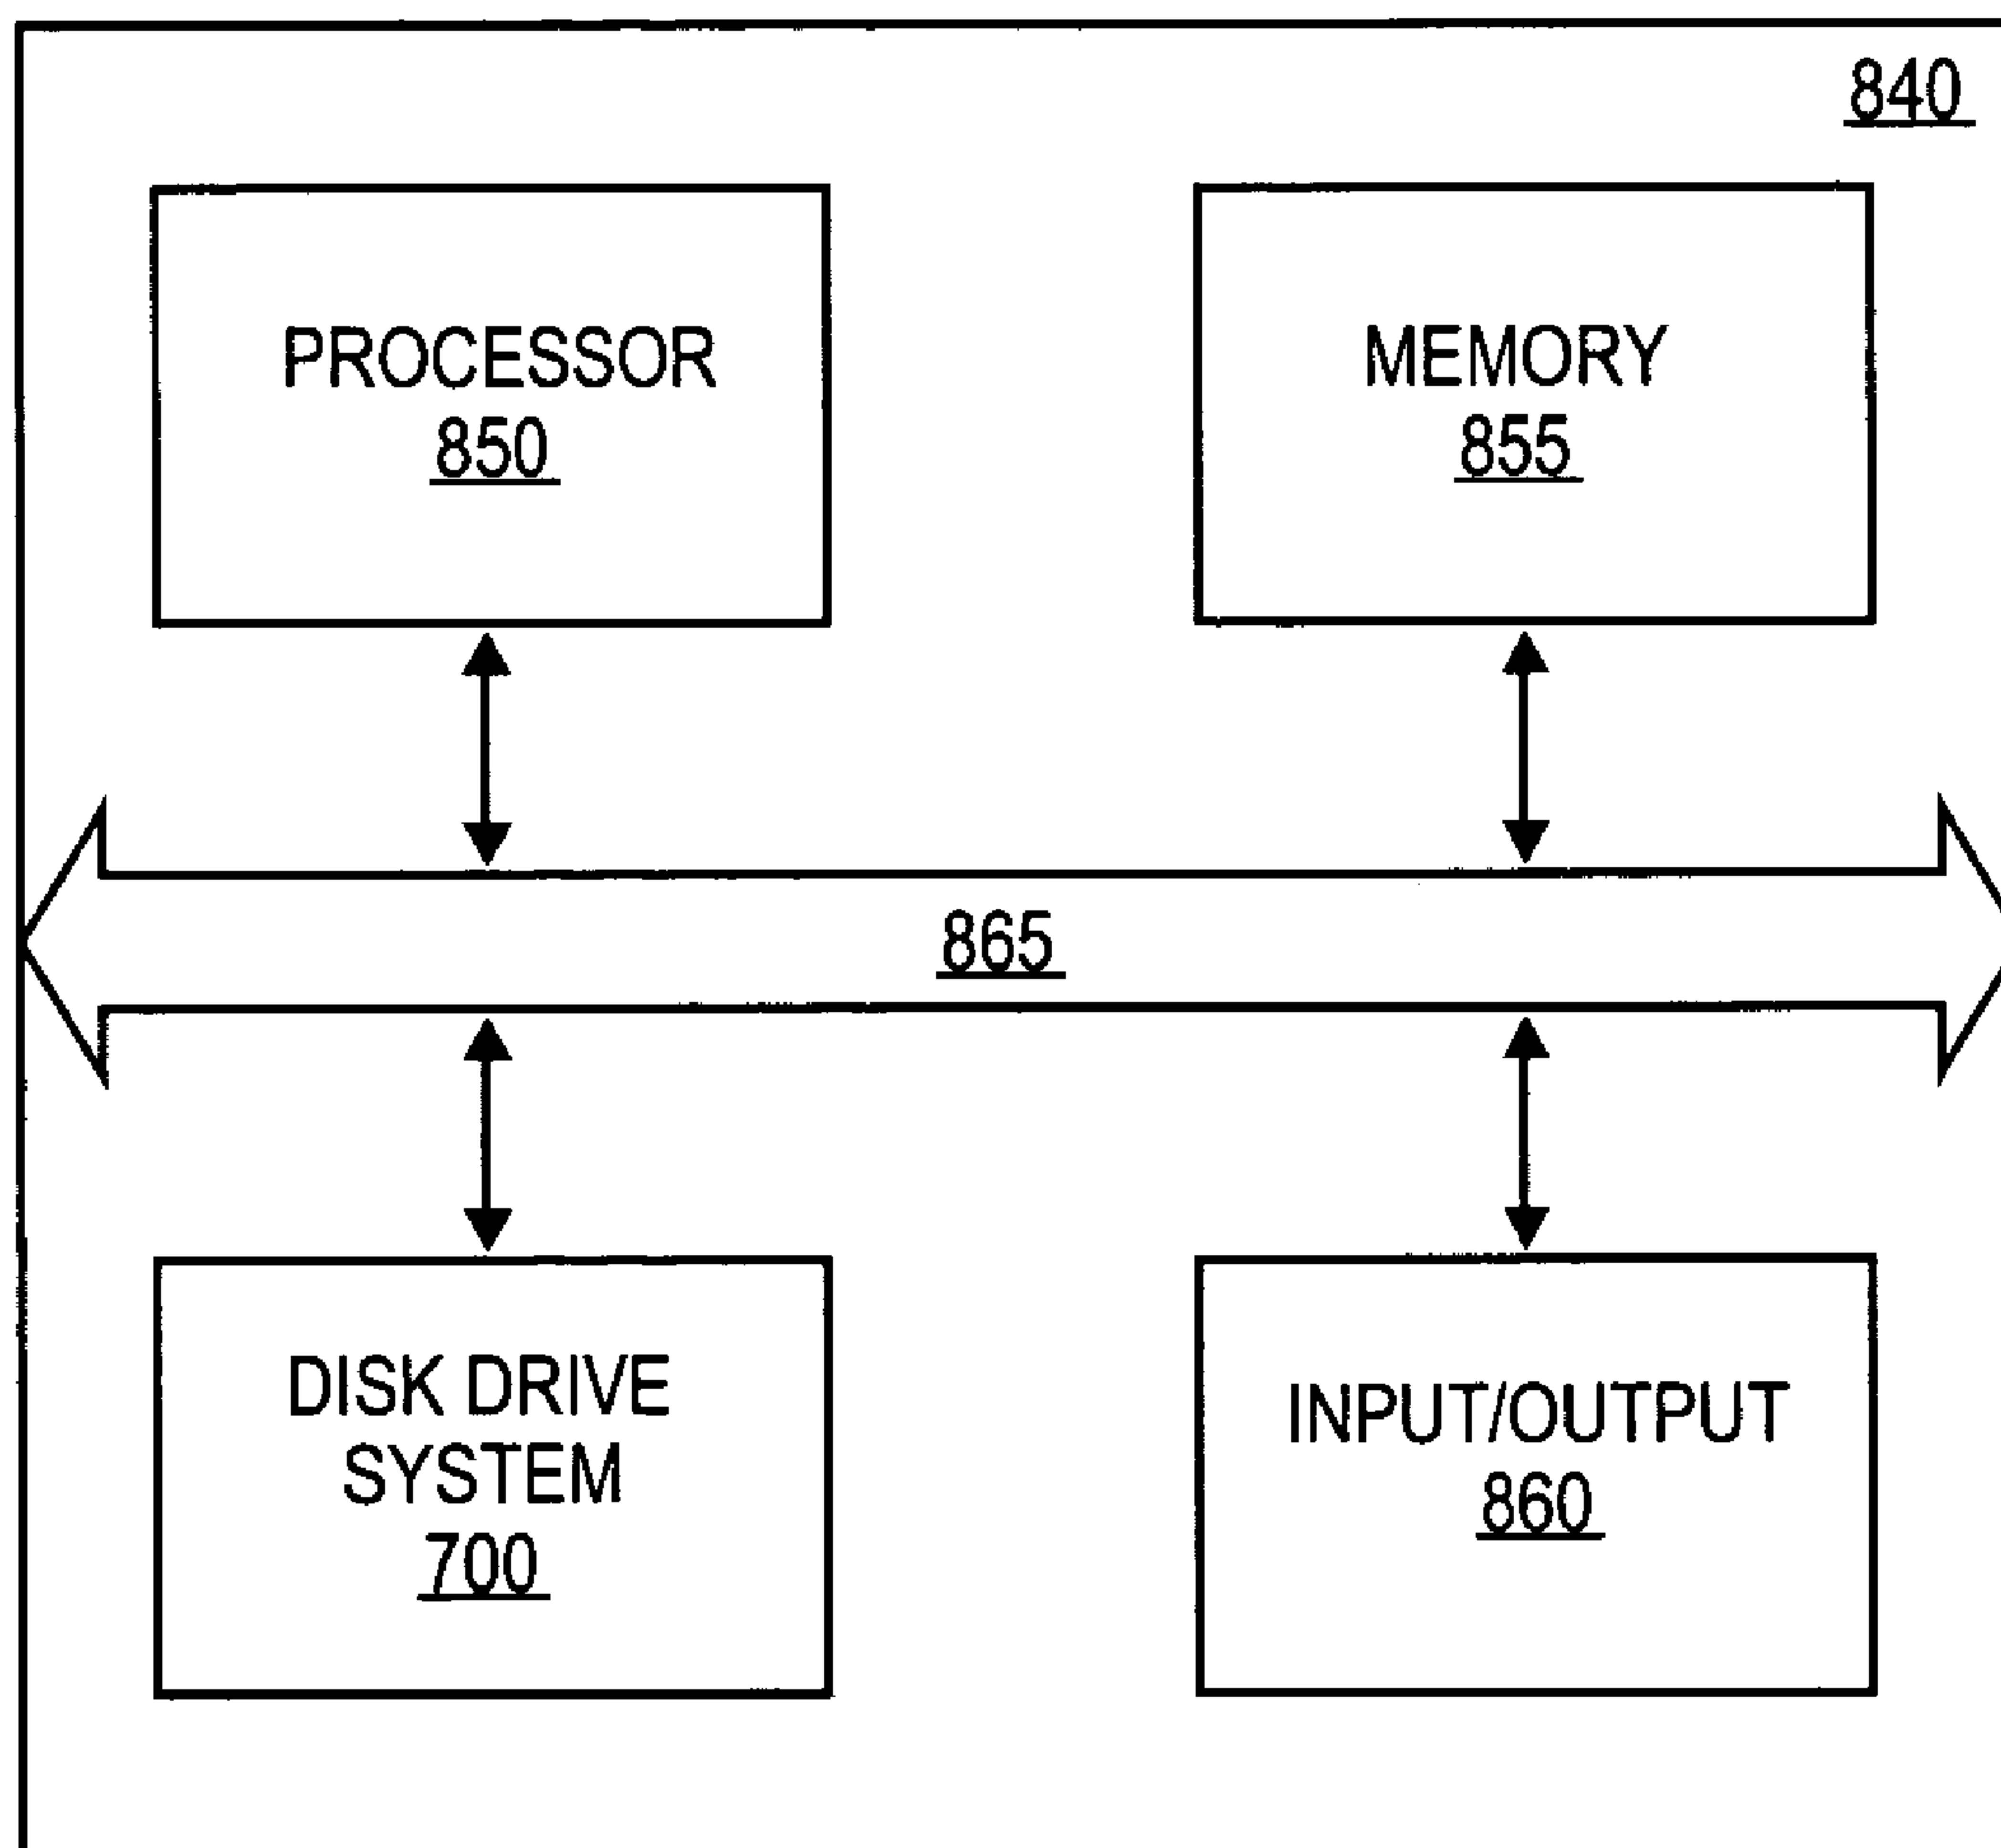 840
PROCESSOR
850
MEMORY
855
865
DISK DRIVE
SYSTEM
700
INPUT/OUTPUT
860